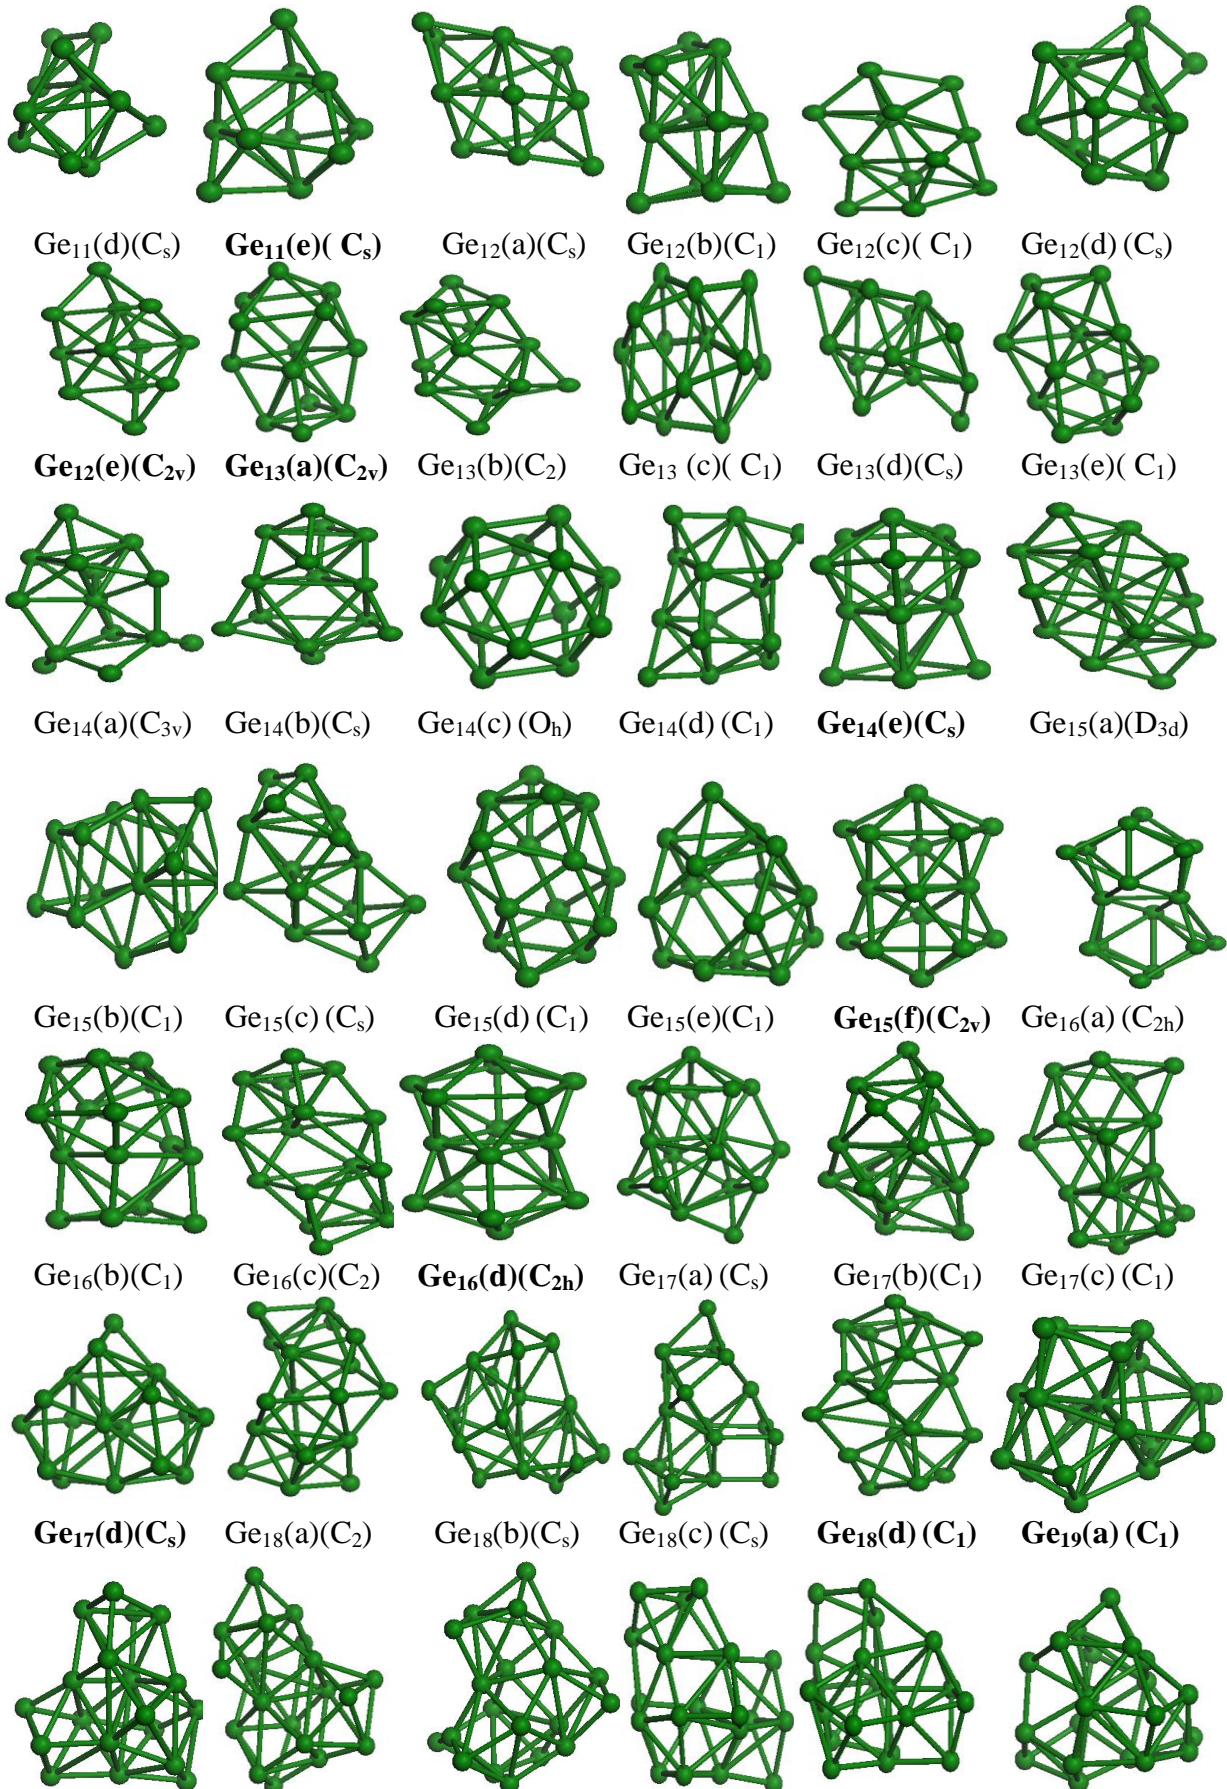 Ge₁₁(d)(Cₛ) Ge₁₁(e)( Cₛ) Ge₁₂(a)(Cₛ) Ge₁₂(b)(C₁) Ge₁₂(c)( C₁) Ge₁₂(d) (Cₛ)
Ge₁₂(e)(C₂ᵥ) Ge₁₃(a)(C₂ᵥ) Ge₁₃(b)(C₂) Ge₁₃ (c)( C₁) Ge₁₃(d)(Cₛ) Ge₁₃(e)( C₁)
Ge₁₄(a)(C₃ᵥ) Ge₁₄(b)(Cₛ) Ge₁₄(c) (Oₕ) Ge₁₄(d) (C₁) Ge₁₄(e)(Cₛ) Ge₁₅(a)(D₃d)
Ge₁₅(b)(C₁) Ge₁₅(c) (Cₛ) Ge₁₅(d) (C₁) Ge₁₅(e)(C₁) Ge₁₅(f)(C₂ᵥ) Ge₁₆(a) (C₂ₕ)
Ge₁₆(b)(C₁) Ge₁₆(c)(C₂) Ge₁₆(d)(C₂ₕ) Ge₁₇(a) (Cₛ) Ge₁₇(b)(C₁) Ge₁₇(c) (C₁)
Ge₁₇(d)(Cₛ) Ge₁₈(a)(C₂) Ge₁₈(b)(Cₛ) Ge₁₈(c) (Cₛ) Ge₁₈(d) (C₁) Ge₁₉(a) (C₁)